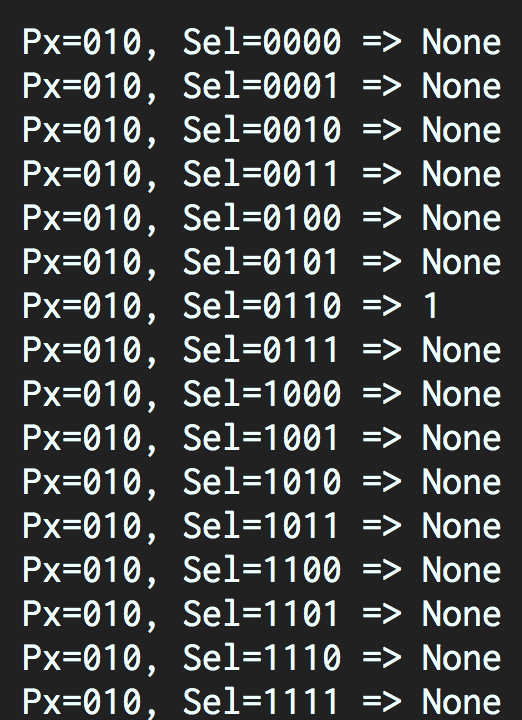 Px=010, Sel=0000 => None
Px=010, Sel=0001 => None
Px=010, Sel=0010 => None
Px=010, Sel=0011 => None
Px=010, Sel=0100 => None
Px=010, Sel=0101 => None
Px=010, Sel=0110 => 1
Px=010, Sel=0111 => None
Px=010, Sel=1000 => None
Px=010, Sel=1001 => None
Px=010, Sel=1010 => None
Px=010, Sel=1011 => None
Px=010, Sel=1100 => None
Px=010, Sel=1101 => None
Px=010, Sel=1110 => None
Px=010, Sel=1111 => None